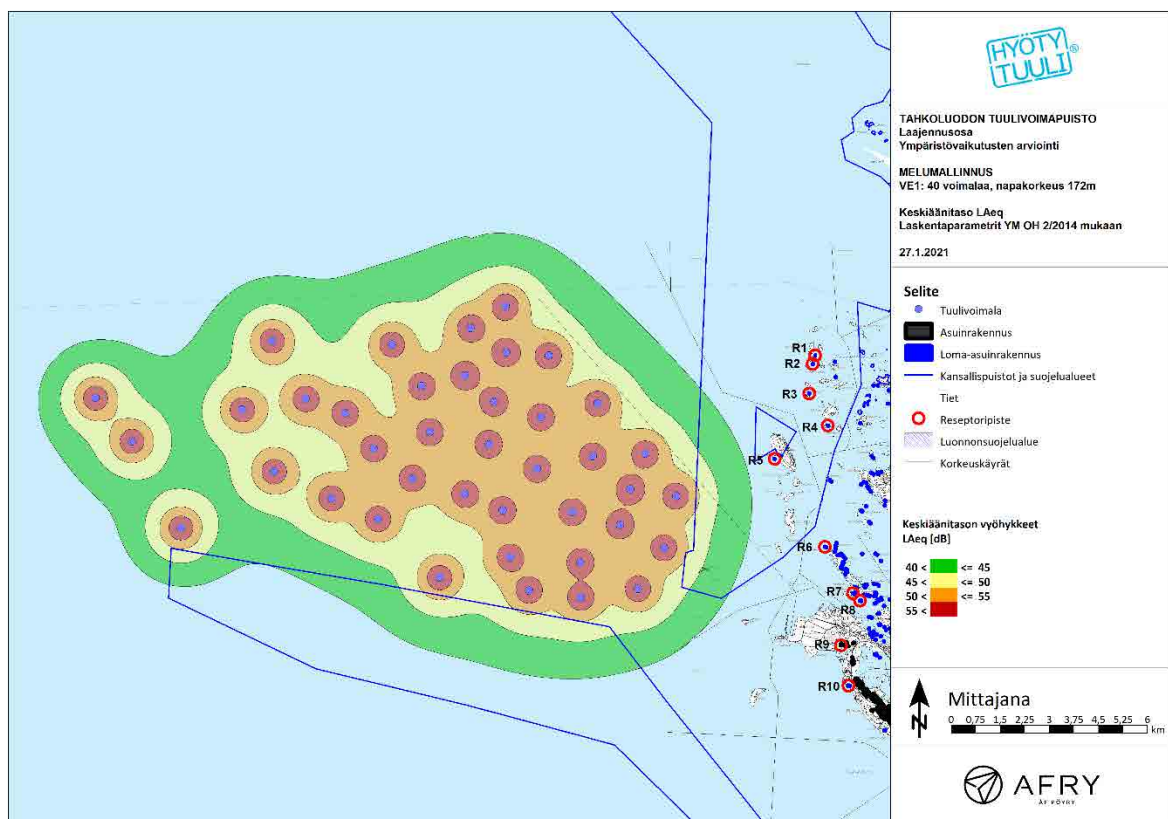 HYÖTY
TUULI®
TAHKOLUODON TUULIVOIMAPUISTO
Laajennusosa
Ympäristövaikutusten arviointi
MELUMALLINNUS
VE1: 40 voimalaa, napakorkeus 172m
Keskiäänitaso LAeq
Laskentaparametrit YM OH 2/2014 mukaan
27.1.2021
Selite
Tuulivoimala
Asuinrakennus
Loma-asuinrakennus
Kansallispuistot ja suojelualueet
Tiet
Reseptoripiste
Luonnonsuojelualue
Korkeuskäyrät
Keskiäänitason vyöhykkeet
LAeq [dB]
40 < <= 45
45 < <= 50
50 < <= 55
55 <
N
Mittajana
0 0,75 1,5 2,25 3 3,75 4,5 5,25 6
km
AFRY
ÄF PÖYRY
R1
R2
R3
R4
R5
R6
R7
R8
R9
R10